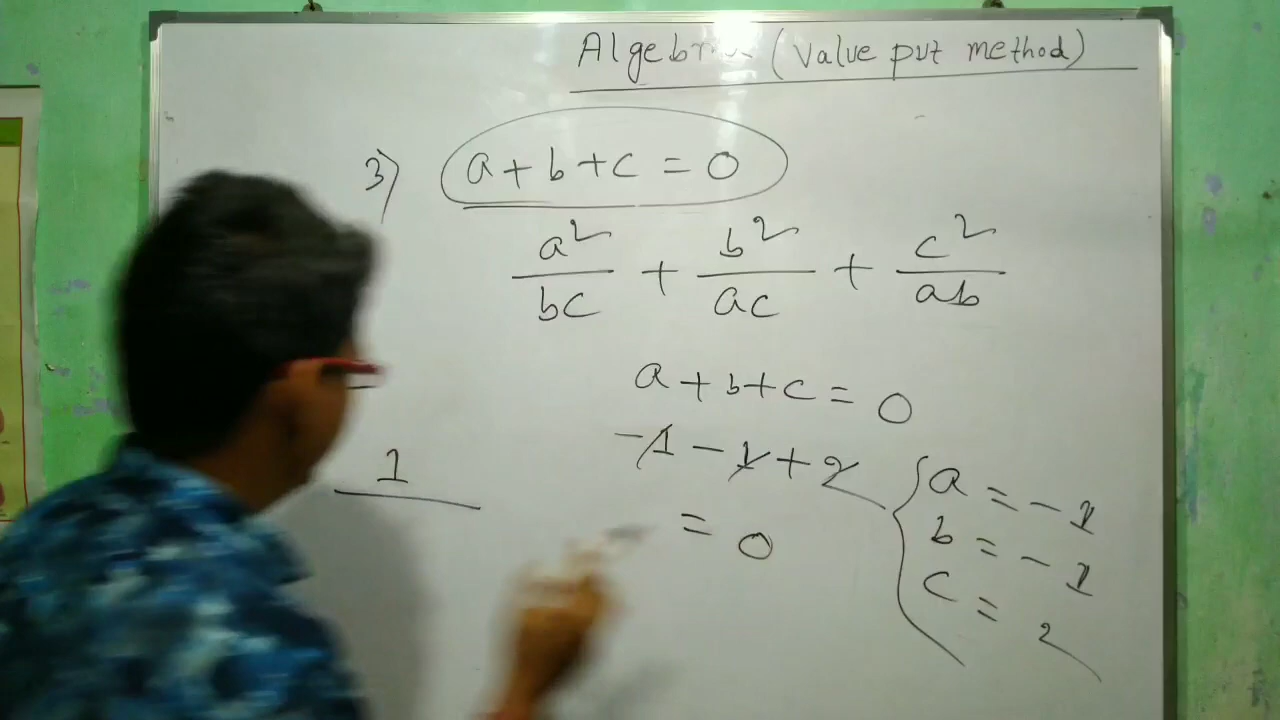 Algebra (Value put method)
3) a + b + c = 0
a²/bc + b²/ac + c²/ab
a + b + c = 0
-1 - 1 + 2
= 0
{ a = -1
b = -1
c = 2
1